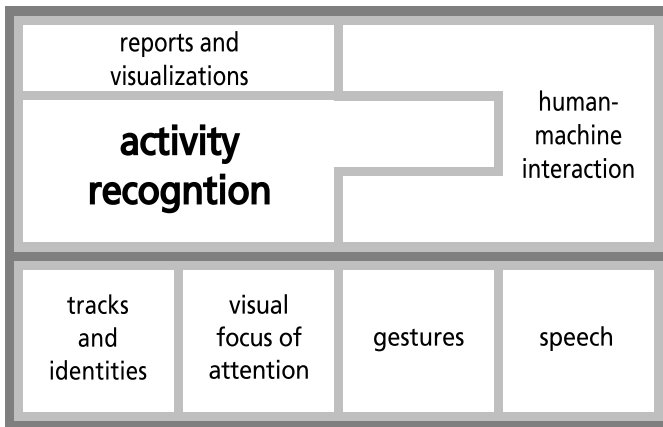 reports and
visualizations
activity
recogntion
human-
machine
interaction
tracks
and
identities
visual
focus of
attention
gestures
speech